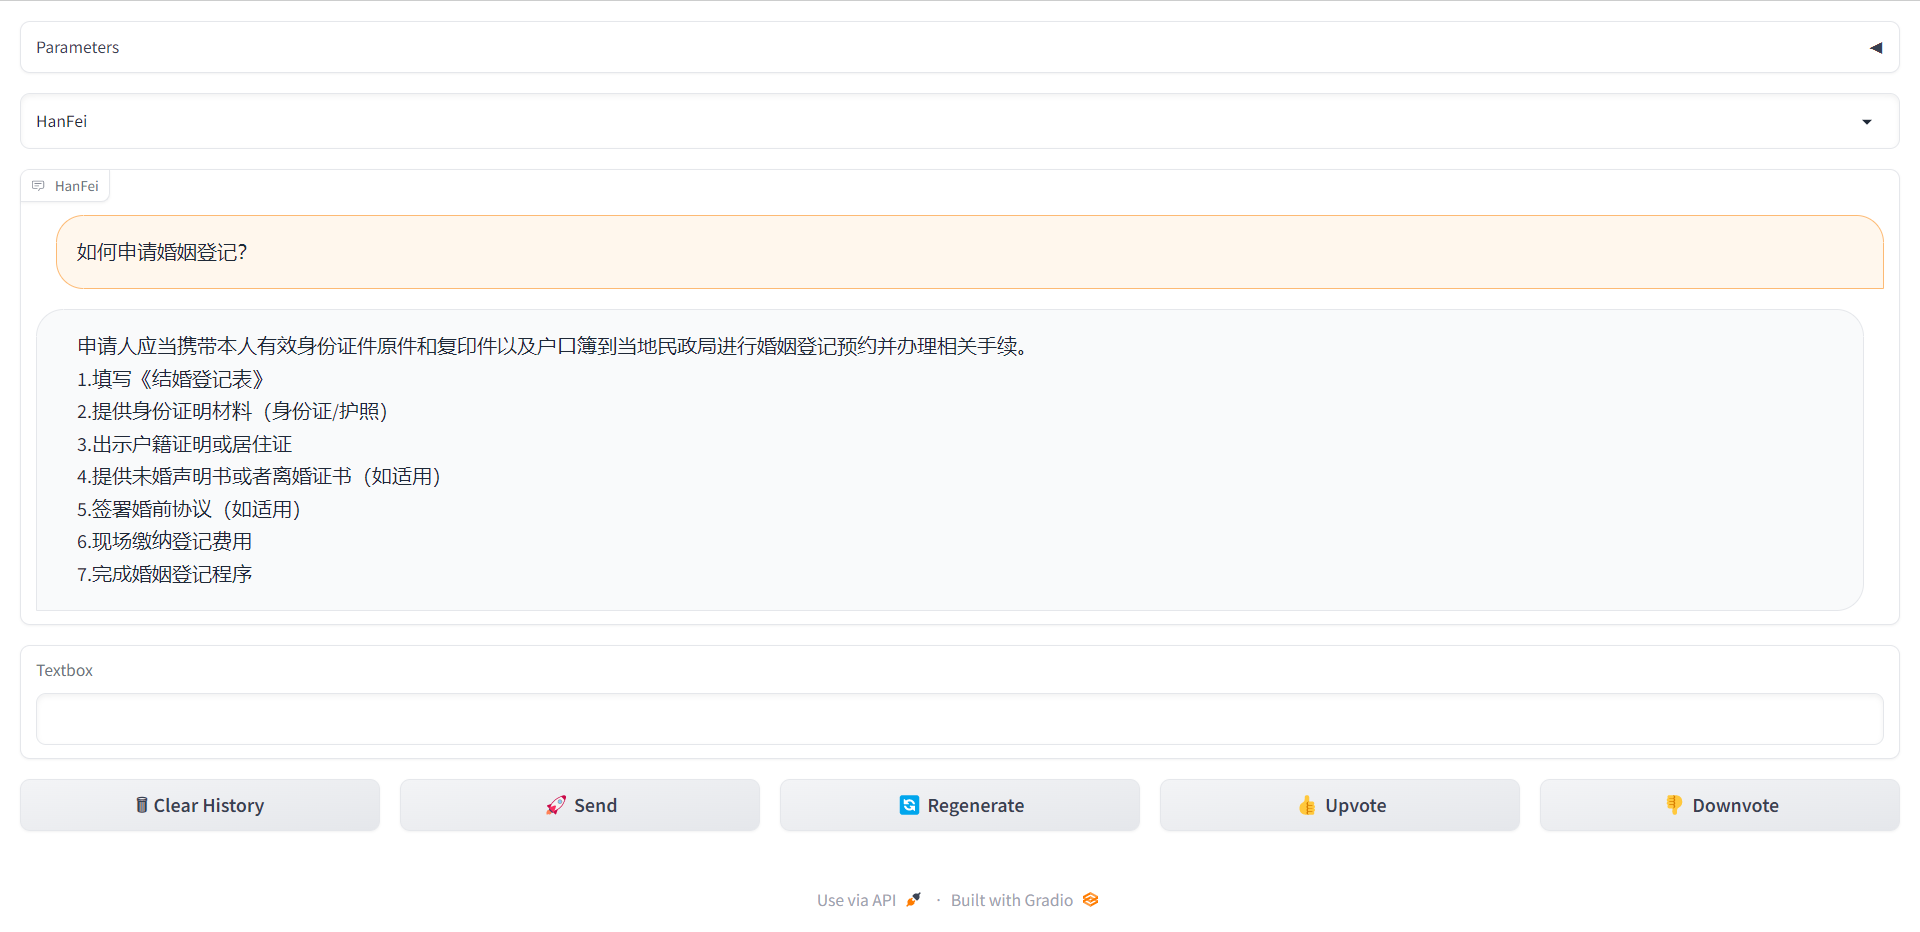 Parameters
HanFei
HanFei
如何申请婚姻登记?
申请人应当携带本人有效身份证件原件和复印件以及户口簿到当地民政局进行婚姻登记预约并办理相关手续。
1.填写《结婚登记表》
2.提供身份证明材料（身份证/护照）
3.出示户籍证明或居住证
4.提供未婚声明书或者离婚证书（如适用）
5.签署婚前协议（如适用）
6.现场缴纳登记费用
7.完成婚姻登记程序
Textbox
Clear History
Send
Regenerate
Upvote
Downvote
Use via API · Built with Gradio